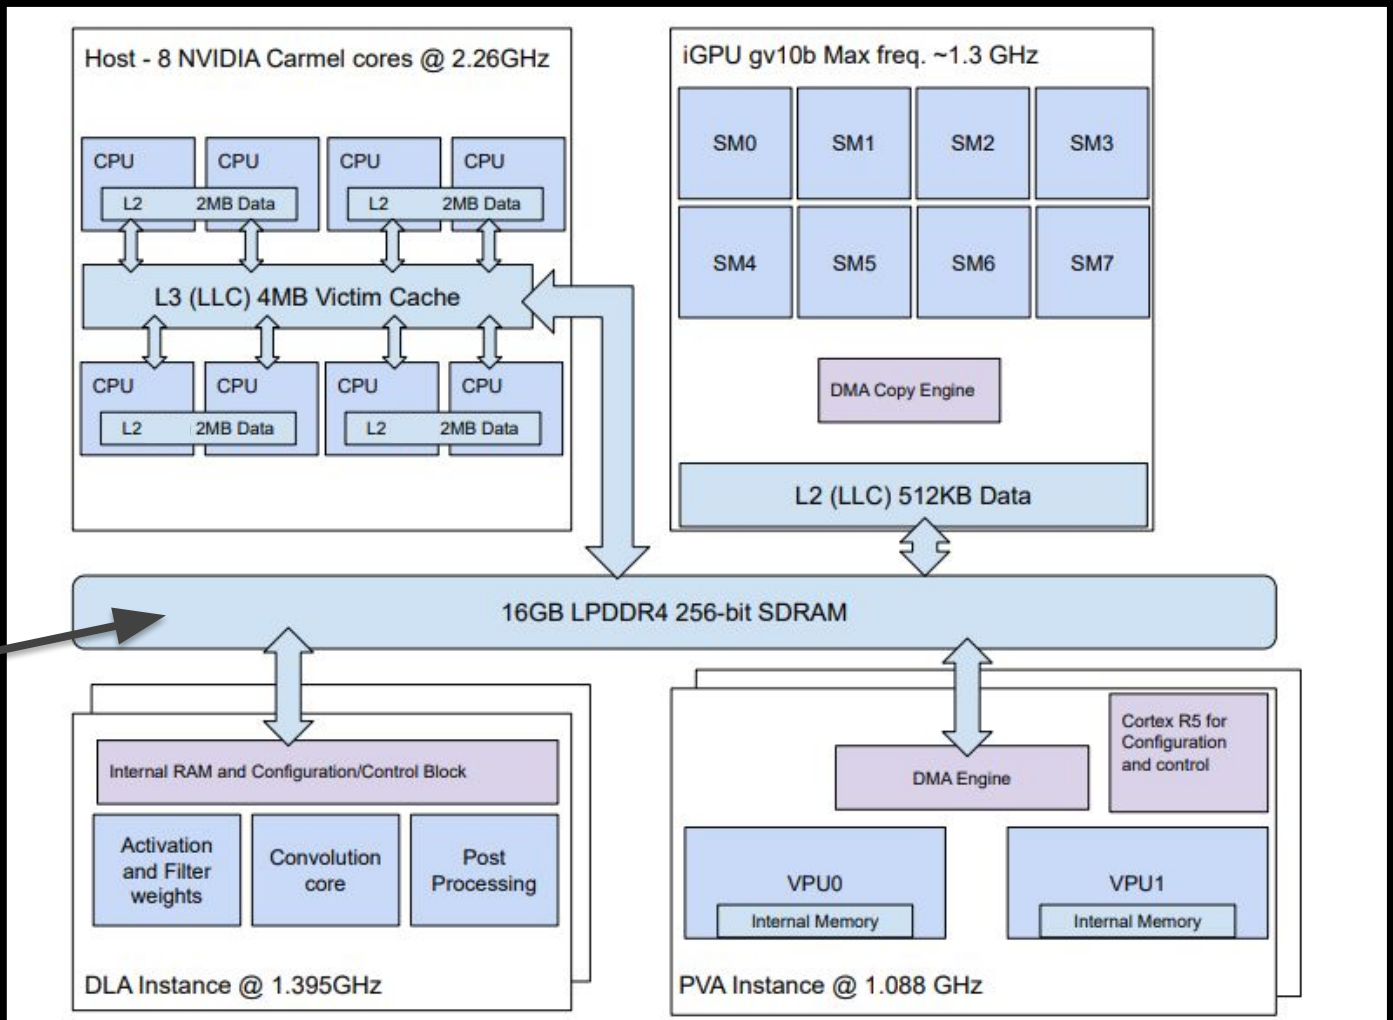 Host - 8 NVIDIA Carmel cores @ 2.26GHz
CPU
CPU
CPU
CPU
L2 2MB Data
L2 2MB Data
L3 (LLC) 4MB Victim Cache
CPU
CPU
CPU
CPU
L2 2MB Data
L2 2MB Data
iGPU gv10b Max freq. ~1.3 GHz
SM0
SM1
SM2
SM3
SM4
SM5
SM6
SM7
DMA Copy Engine
L2 (LLC) 512KB Data
16GB LPDDR4 256-bit SDRAM
Internal RAM and Configuration/Control Block
Activation
and Filter
weights
Convolution
core
Post
Processing
DLA Instance @ 1.395GHz
Cortex R5 for
Configuration
and control
DMA Engine
VPU0
Internal Memory
VPU1
Internal Memory
PVA Instance @ 1.088 GHz